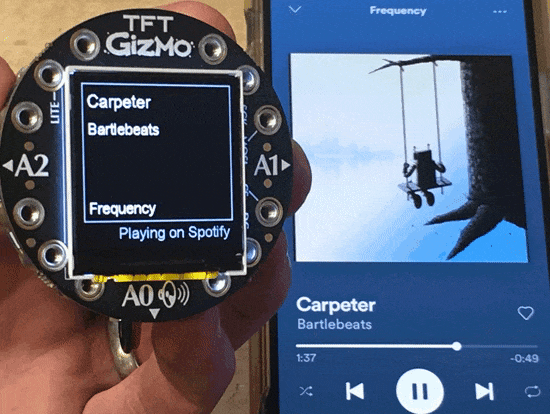 TFT
GizMo
LITE
A2
A1
Carpeter
Bartlebeats
Frequency
Playing on Spotify
A0
Frequency
Carpeter
Bartlebeats
1:37
-0:49